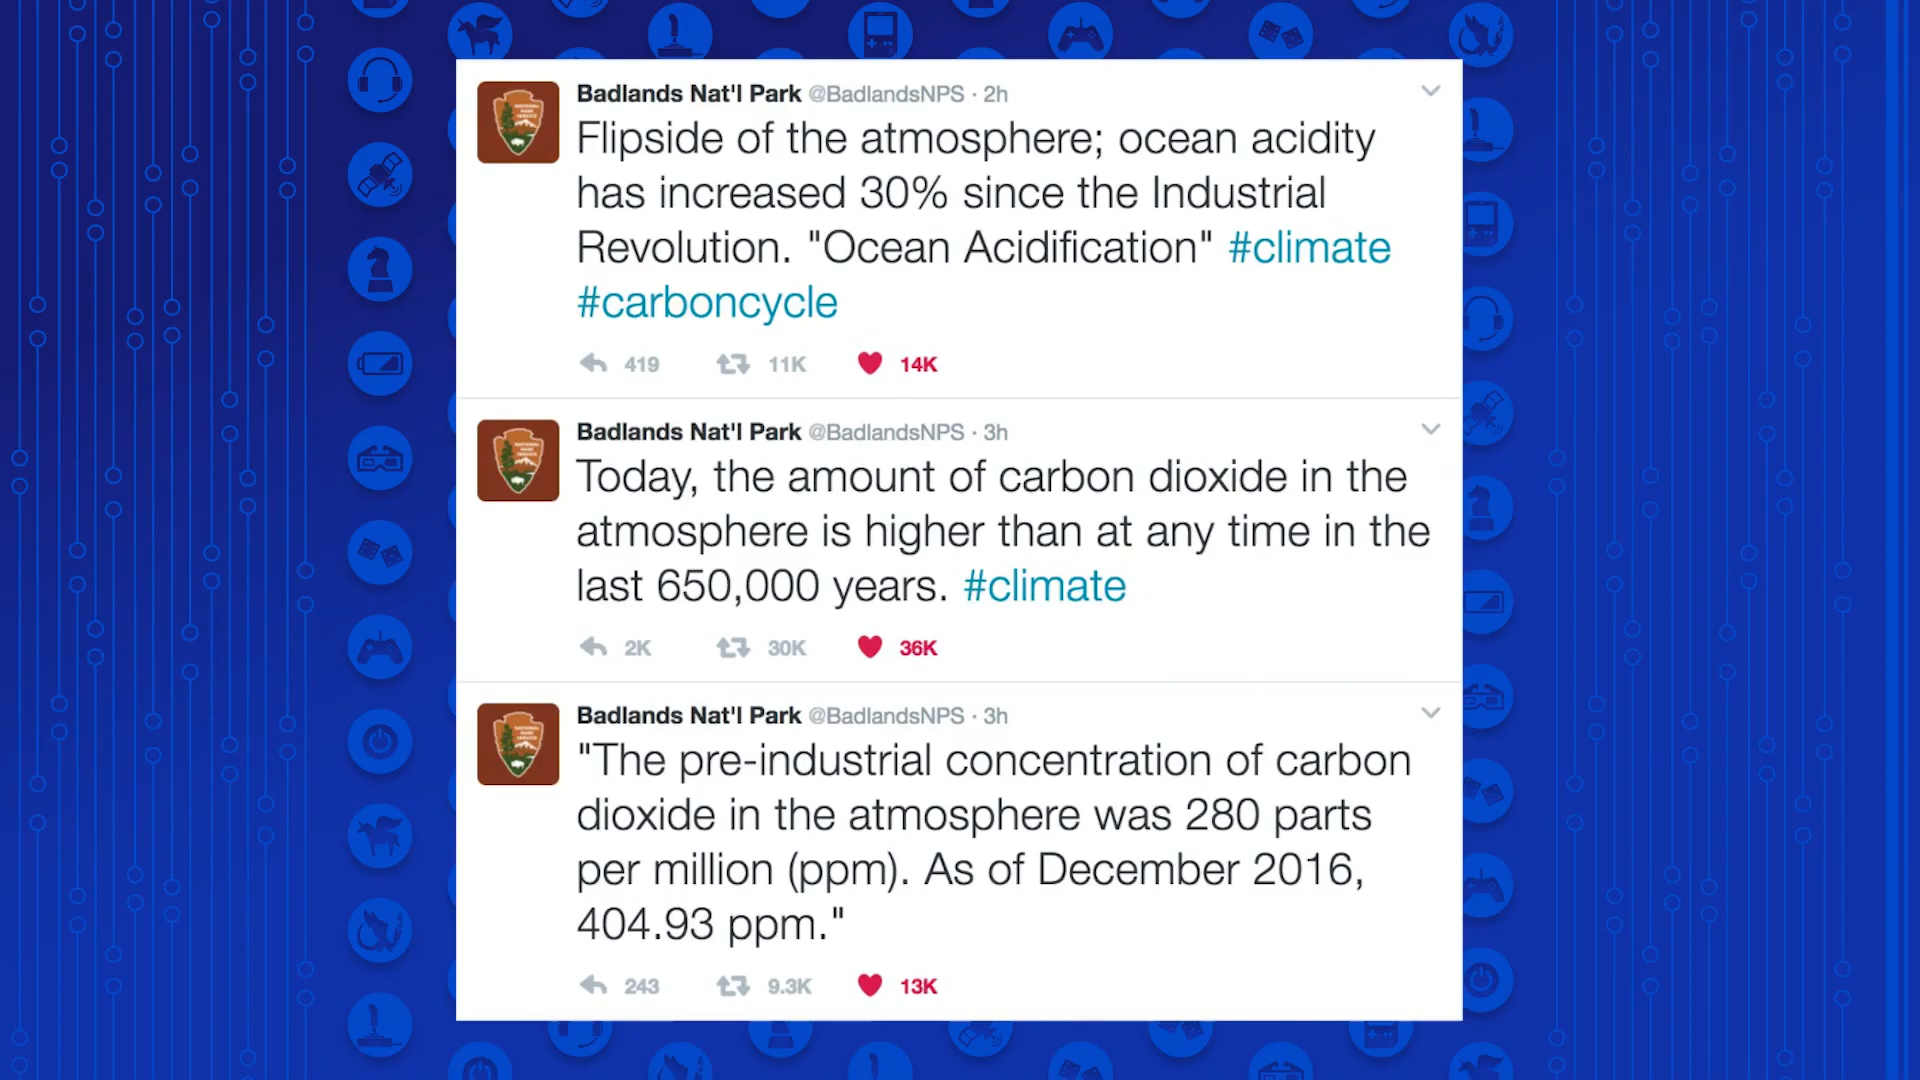 Badlands Nat'l Park @BadlandsNPS · 2h
Flipside of the atmosphere; ocean acidity
has increased 30% since the Industrial
Revolution. "Ocean Acidification" #climate
#carboncycle
419 11K 14K
Badlands Nat'l Park @BadlandsNPS · 3h
Today, the amount of carbon dioxide in the
atmosphere is higher than at any time in the
last 650,000 years. #climate
2K 30K 36K
Badlands Nat'l Park @BadlandsNPS · 3h
"The pre-industrial concentration of carbon
dioxide in the atmosphere was 280 parts
per million (ppm). As of December 2016,
404.93 ppm."
243 9.3K 13K